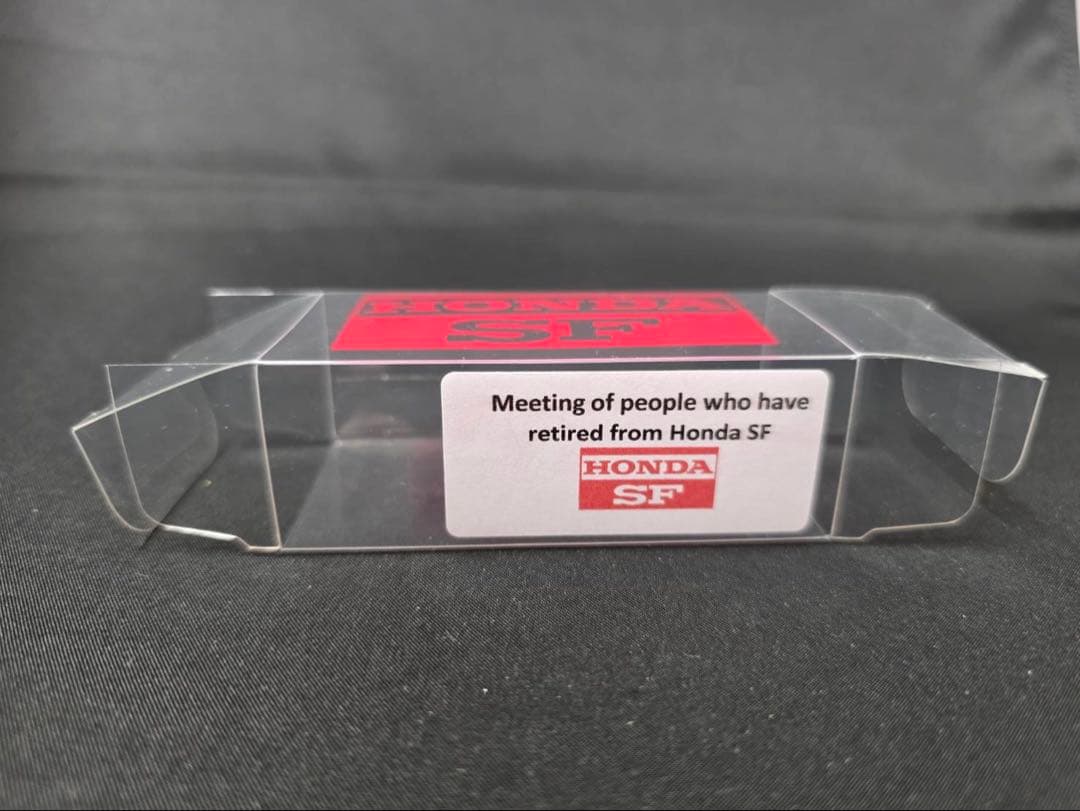 HONDA
SF
Meeting of people who have
retired from Honda SF
HONDA
SF